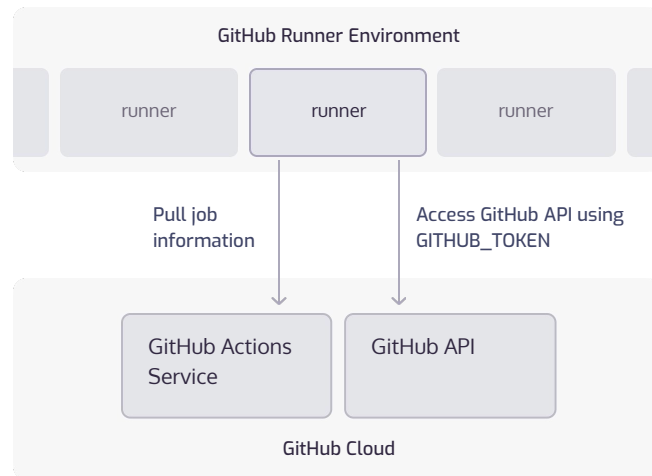 GitHub Runner Environment
runner
runner
runner
Pull job
information
Access GitHub API using
GITHUB_TOKEN
GitHub Actions
Service
GitHub API
GitHub Cloud